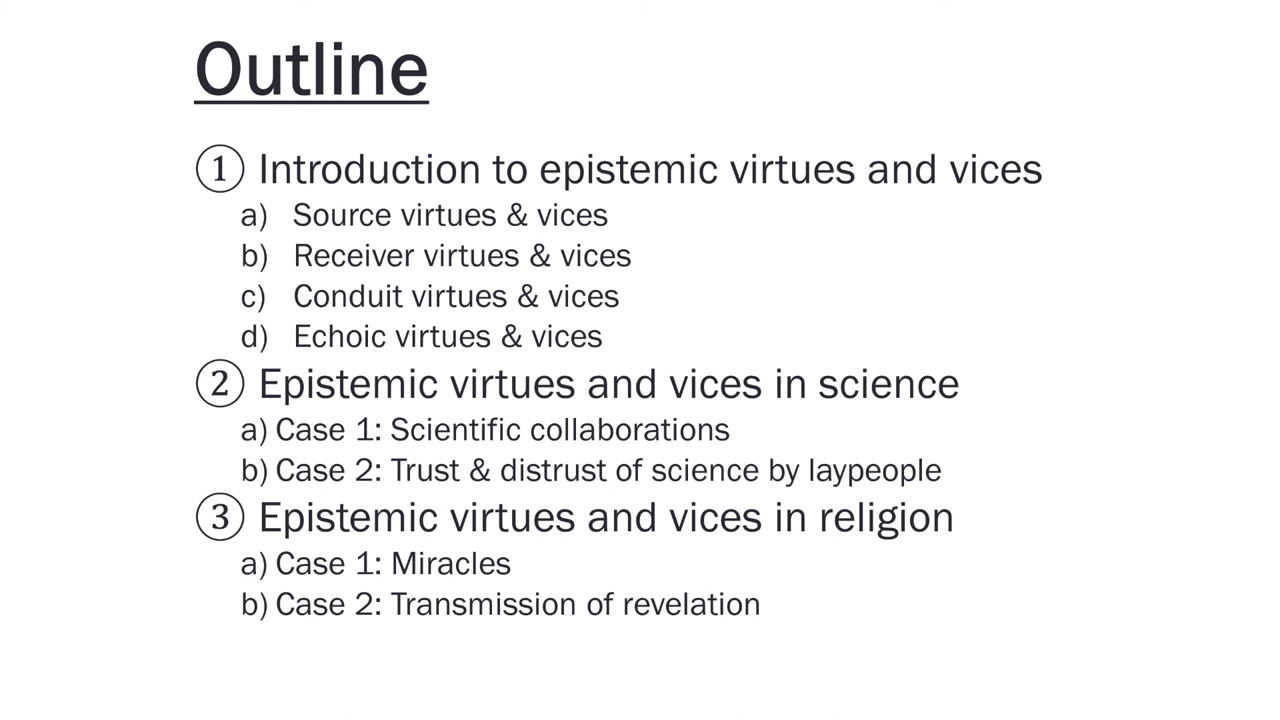 Outline
① Introduction to epistemic virtues and vices
a) Source virtues & vices
b) Receiver virtues & vices
c) Conduit virtues & vices
d) Echoic virtues & vices
② Epistemic virtues and vices in science
a) Case 1: Scientific collaborations
b) Case 2: Trust & distrust of science by laypeople
③ Epistemic virtues and vices in religion
a) Case 1: Miracles
b) Case 2: Transmission of revelation